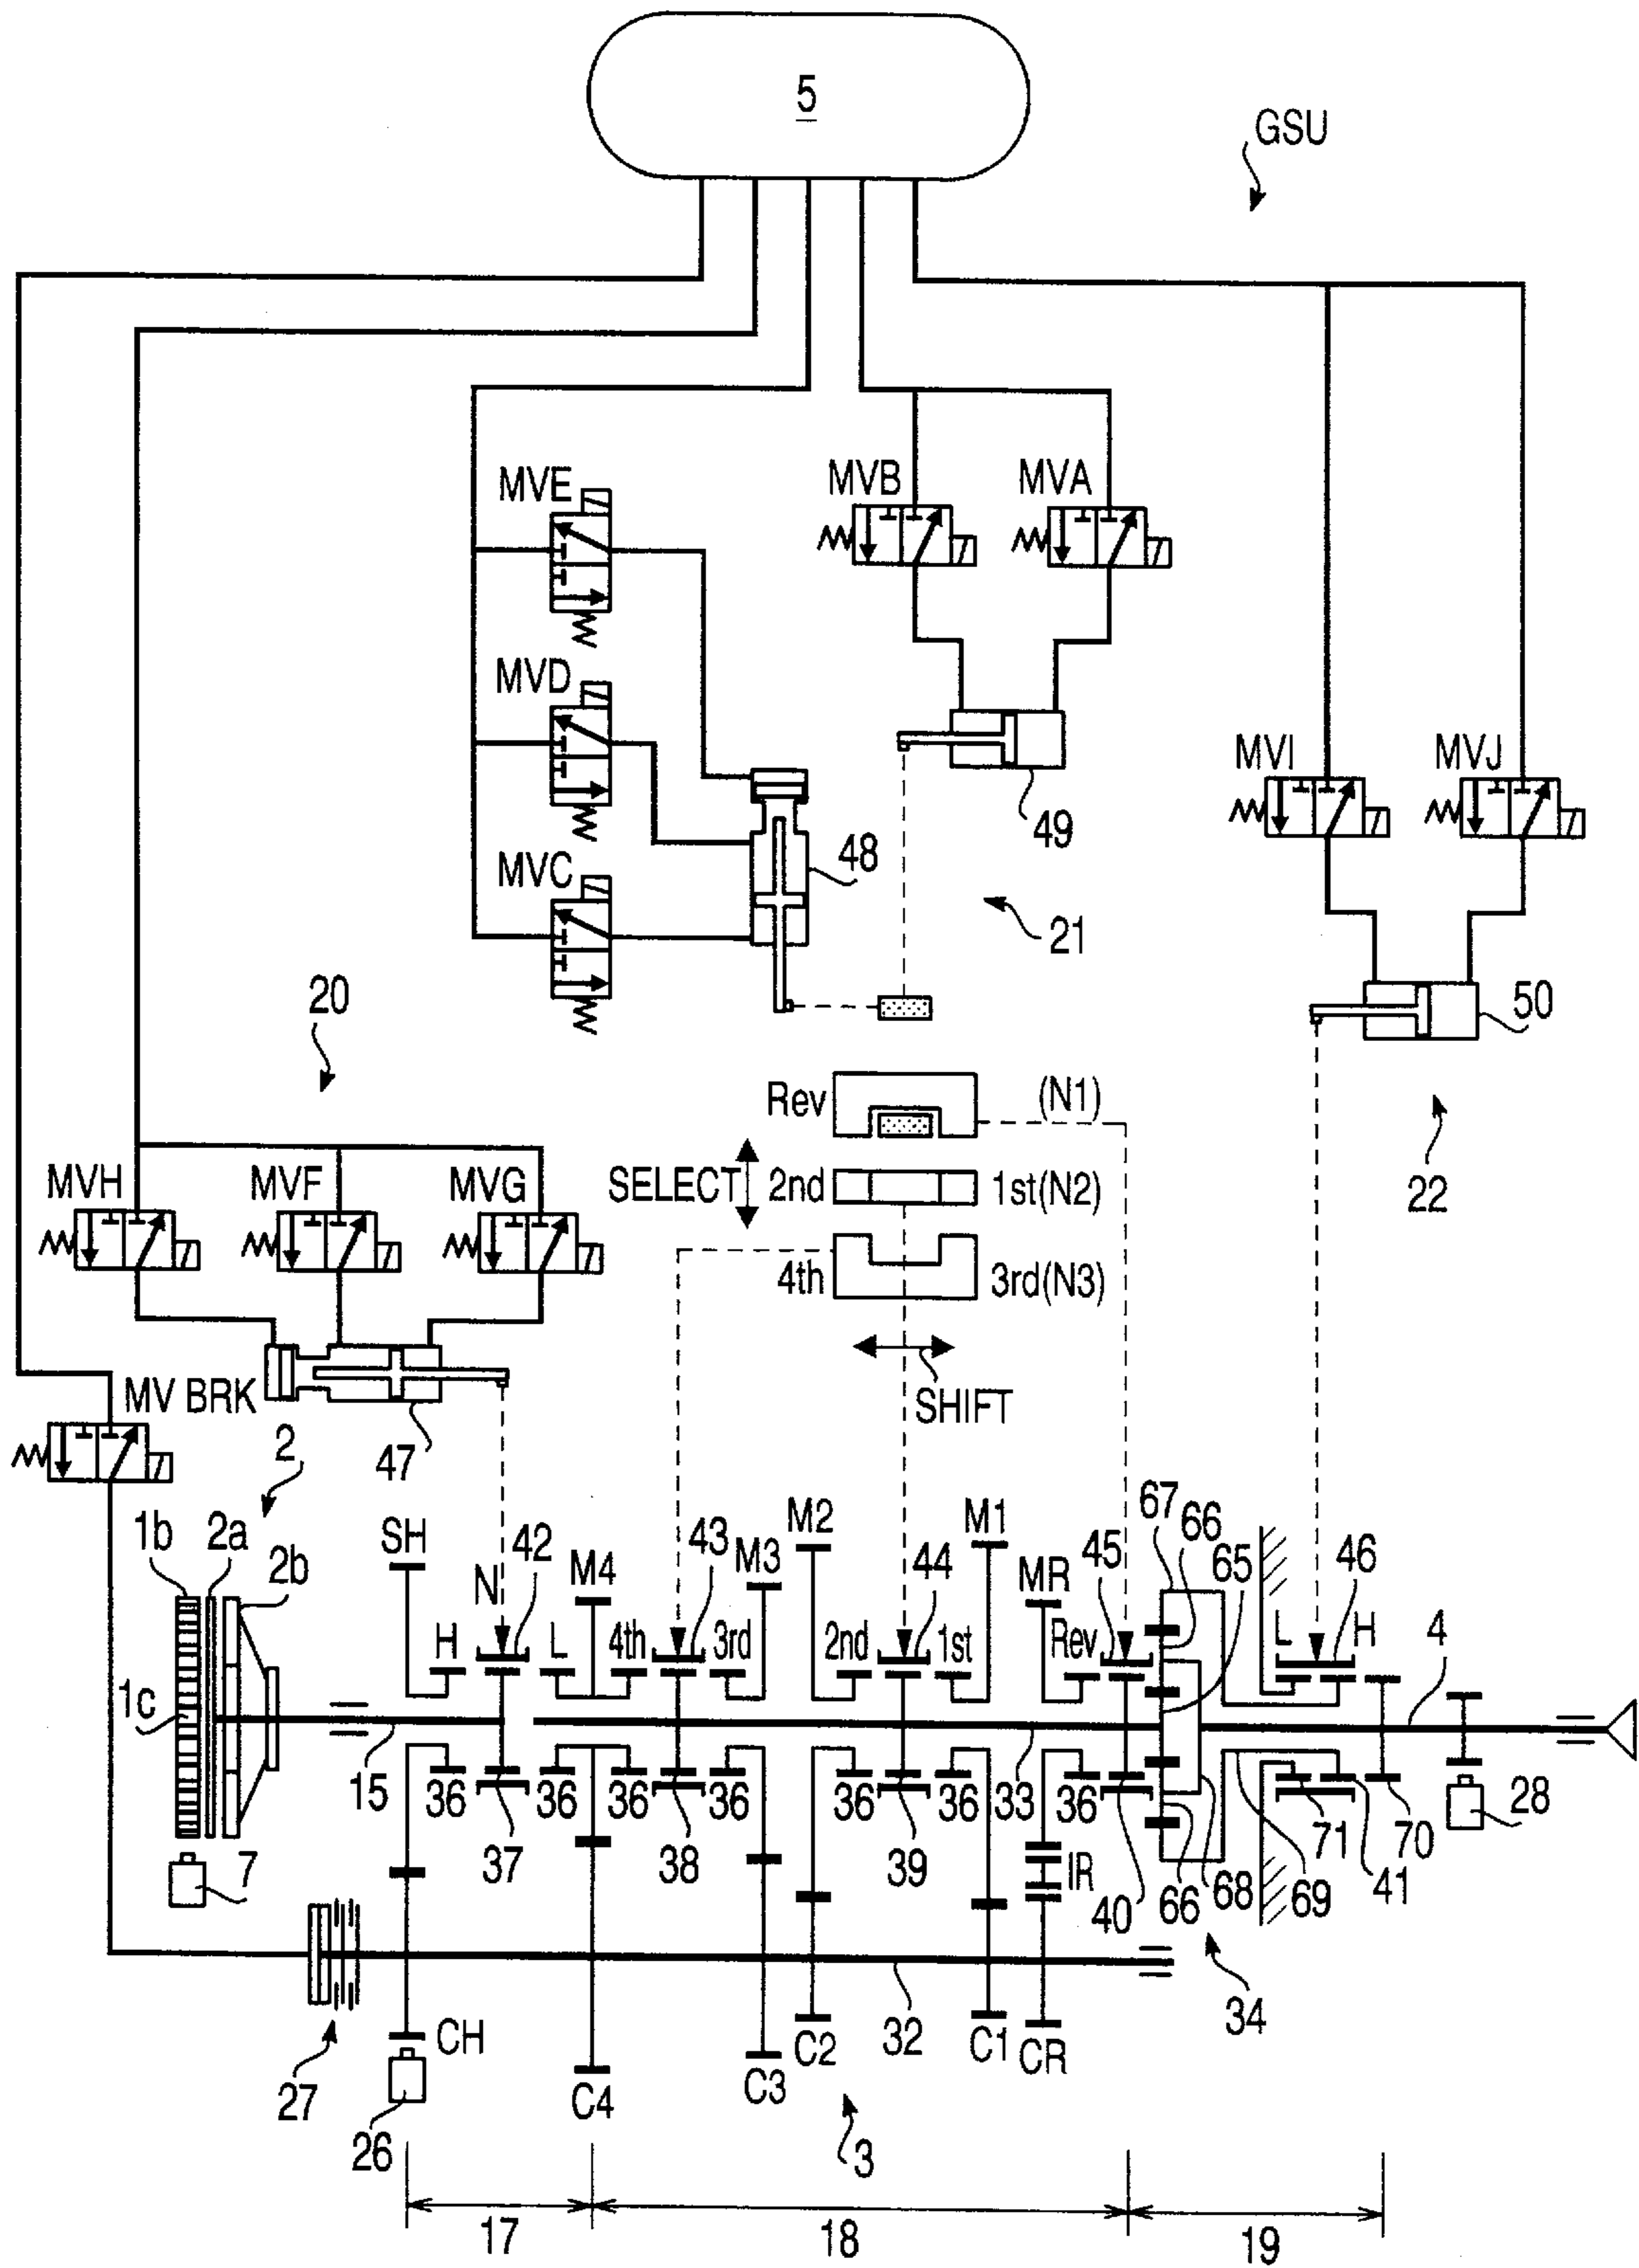 5
GSU
MVE
MVB
MVA
MVD
MVI
MVJ
49
48
MVC
21
20
50
Rev
(N1)
MVH
MVF
MVG
SELECT
2nd
1st(N2)
22
4th
3rd(N3)
MV BRK
SHIFT
47
2
1b
2a
2b
SH
N
42
M4
43
M3
M2
44
M1
MR
45
67
66
65
46
H
L
4th
3rd
2nd
1st
Rev
L
H
4
1c
15
36
36
36
36
36
36
33
36
71
70
28
7
37
38
39
IR
40
66
68
69
41
CH
C2
32
C1
CR
34
27
C4
C3
26
3
17
18
19